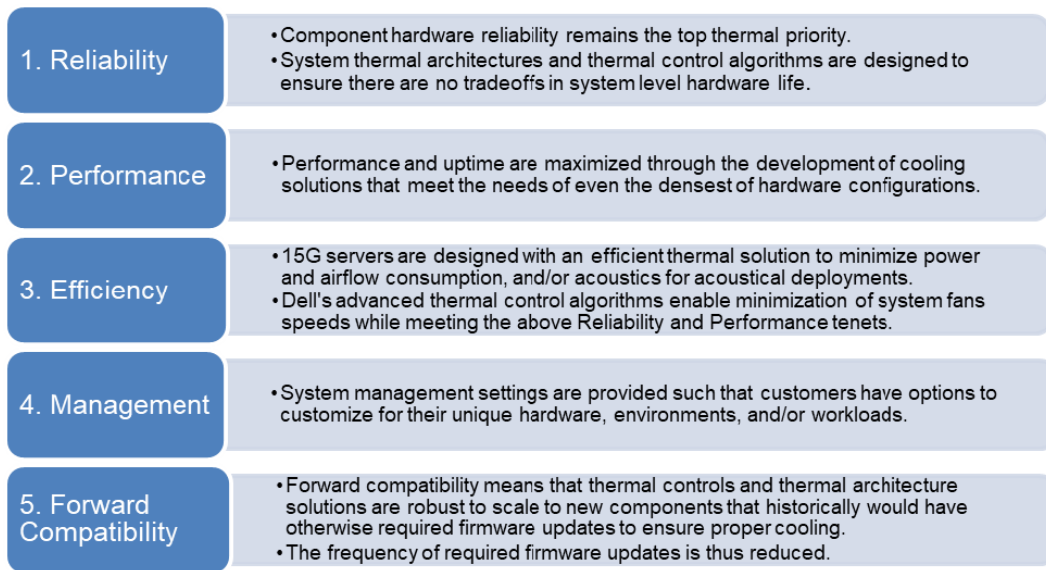 1. Reliability
•Component hardware reliability remains the top thermal priority.
•System thermal architectures and thermal control algorithms are designed to
ensure there are no tradeoffs in system level hardware life.
2. Performance
•Performance and uptime are maximized through the development of cooling
solutions that meet the needs of even the densest of hardware configurations.
3. Efficiency
•15G servers are designed with an efficient thermal solution to minimize power
and airflow consumption, and/or acoustics for acoustical deployments.
•Dell's advanced thermal control algorithms enable minimization of system fans
speeds while meeting the above Reliability and Performance tenets.
4. Management
•System management settings are provided such that customers have options to
customize for their unique hardware, environments, and/or workloads.
5. Forward
Compatibility
•Forward compatibility means that thermal controls and thermal architecture
solutions are robust to scale to new components that historically would have
otherwise required firmware updates to ensure proper cooling.
•The frequency of required firmware updates is thus reduced.